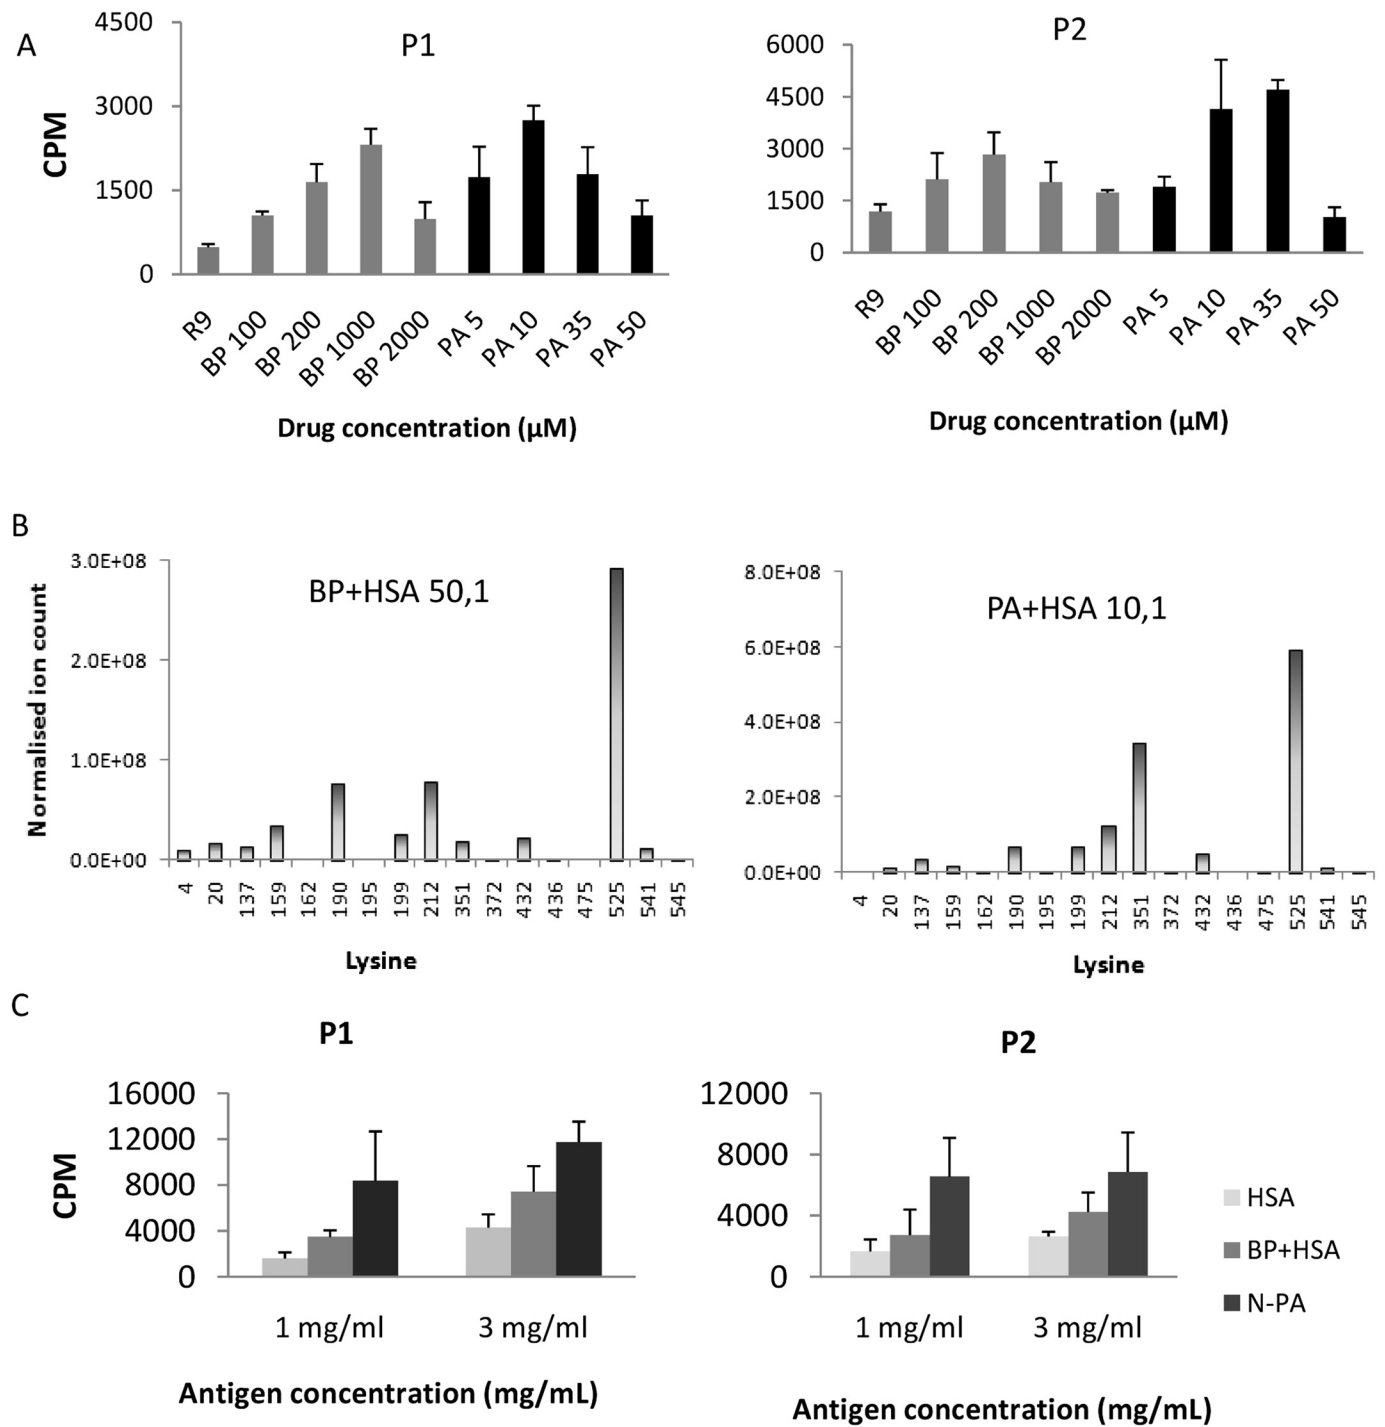 A
P1
CPM
4500
3000
1500
0
R9
BP 100
BP 200
BP 1000
BP 2000
PA 5
PA 10
PA 35
PA 50
Drug concentration (µM)
P2
6000
4500
3000
1500
0
R9
BP 100
BP 200
BP 1000
BP 2000
PA 5
PA 10
PA 35
PA 50
Drug concentration (µM)
B
BP+HSA 50,1
Normalised ion count
3.0E+08
2.0E+08
1.0E+08
0.0E+00
4
20
137
159
162
190
195
199
212
351
372
432
436
475
525
541
545
Lysine
PA+HSA 10,1
8.0E+08
6.0E+08
4.0E+08
2.0E+08
0.0E+00
4
20
137
159
162
190
195
199
212
351
372
432
436
475
525
541
545
Lysine
C
P1
CPM
16000
12000
8000
4000
0
1 mg/ml
3 mg/ml
Antigen concentration (mg/mL)
P2
12000
8000
4000
0
1 mg/ml
3 mg/ml
Antigen concentration (mg/mL)
HSA
BP+HSA
N-PA